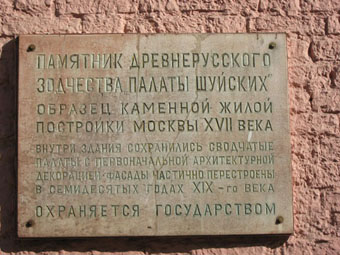 ПАМЯТНИК ДРЕВНЕРУССКОГО
ЗОДЧЕСТВА „ПАЛАТЫ ШУЙСКИХ"
ОБРАЗЕЦ КАМЕННОЙ ЖИЛОЙ
ПОСТРОЙКИ МОСКВЫ XVII ВЕКА
ВНУТРИ ЗДАНИЯ СОХРАНИЛИСЬ СВОДЧАТЫЕ
ПАЛАТЫ С ПЕРВОНАЧАЛЬНОЙ АРХИТЕКТУРНОЙ
ДЕКОРАЦИЕЙ. ФАСАДЫ ЧАСТИЧНО ПЕРЕСТРОЕНЫ
В СЕМИДЕСЯТЫХ ГОДАХ XIX-го ВЕКА
ОХРАНЯЕТСЯ ГОСУДАРСТВОМ